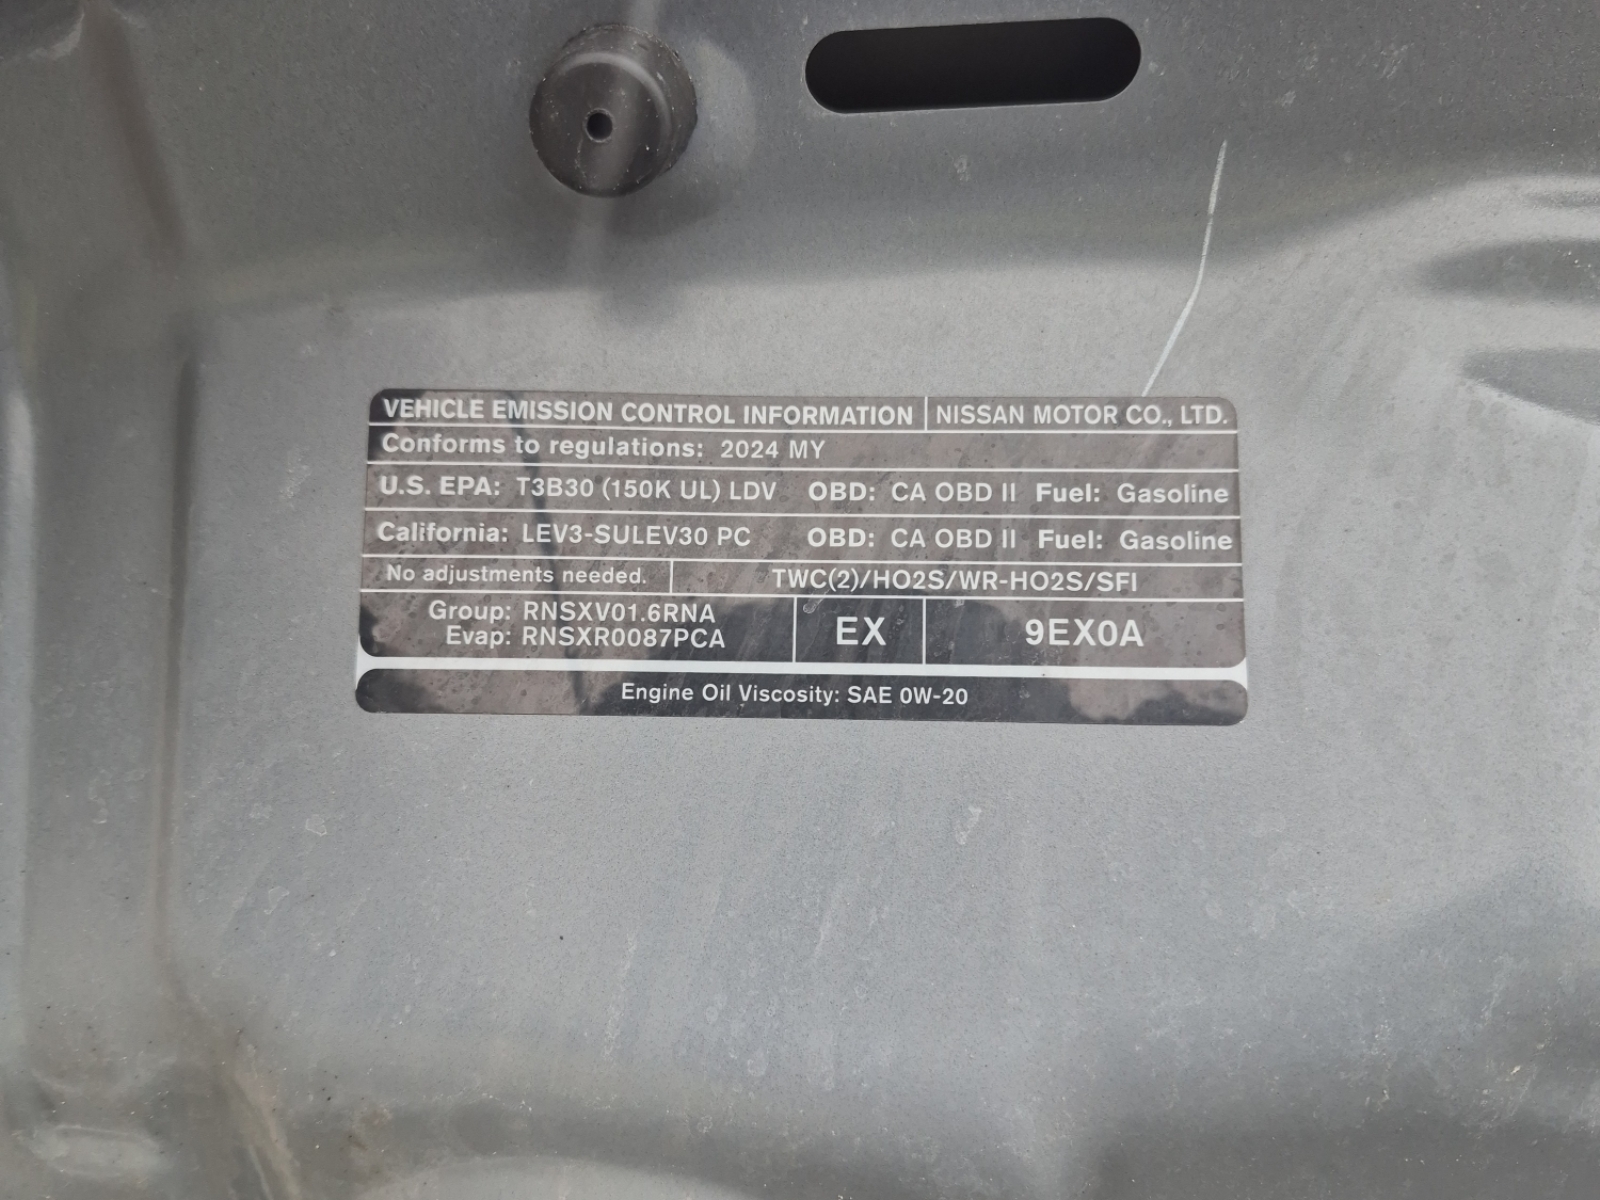 VEHICLE EMISSION CONTROL INFORMATION NISSAN MOTOR CO., LTD.
Conforms to regulations: 2024 MY
U.S. EPA: T3B30 (150K UL) LDV OBD: CA OBD II Fuel: Gasoline
California: LEV3-SULEV30 PC OBD: CA OBD II Fuel: Gasoline
No adjustments needed. TWC(2)/HO2S/WR-HO2S/SFI
Group: RNSXV01.6RNA
Evap: RNSXR0087PCA
EX
9EX0A
Engine Oil Viscosity: SAE 0W-20